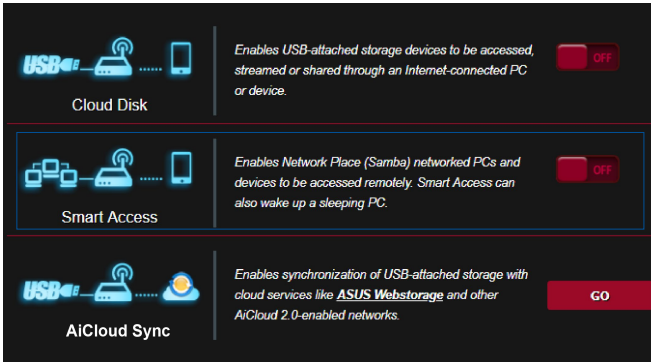 USB
Cloud Disk
Enables USB-attached storage devices to be accessed,
streamed or shared through an Internet-connected PC
or device.
OFF
Smart Access
Enables Network Place (Samba) networked PCs and
devices to be accessed remotely. Smart Access can
also wake up a sleeping PC.
OFF
USB
AiCloud Sync
Enables synchronization of USB-attached storage with
cloud services like ASUS Webstorage and other
AiCloud 2.0-enabled networks.
GO